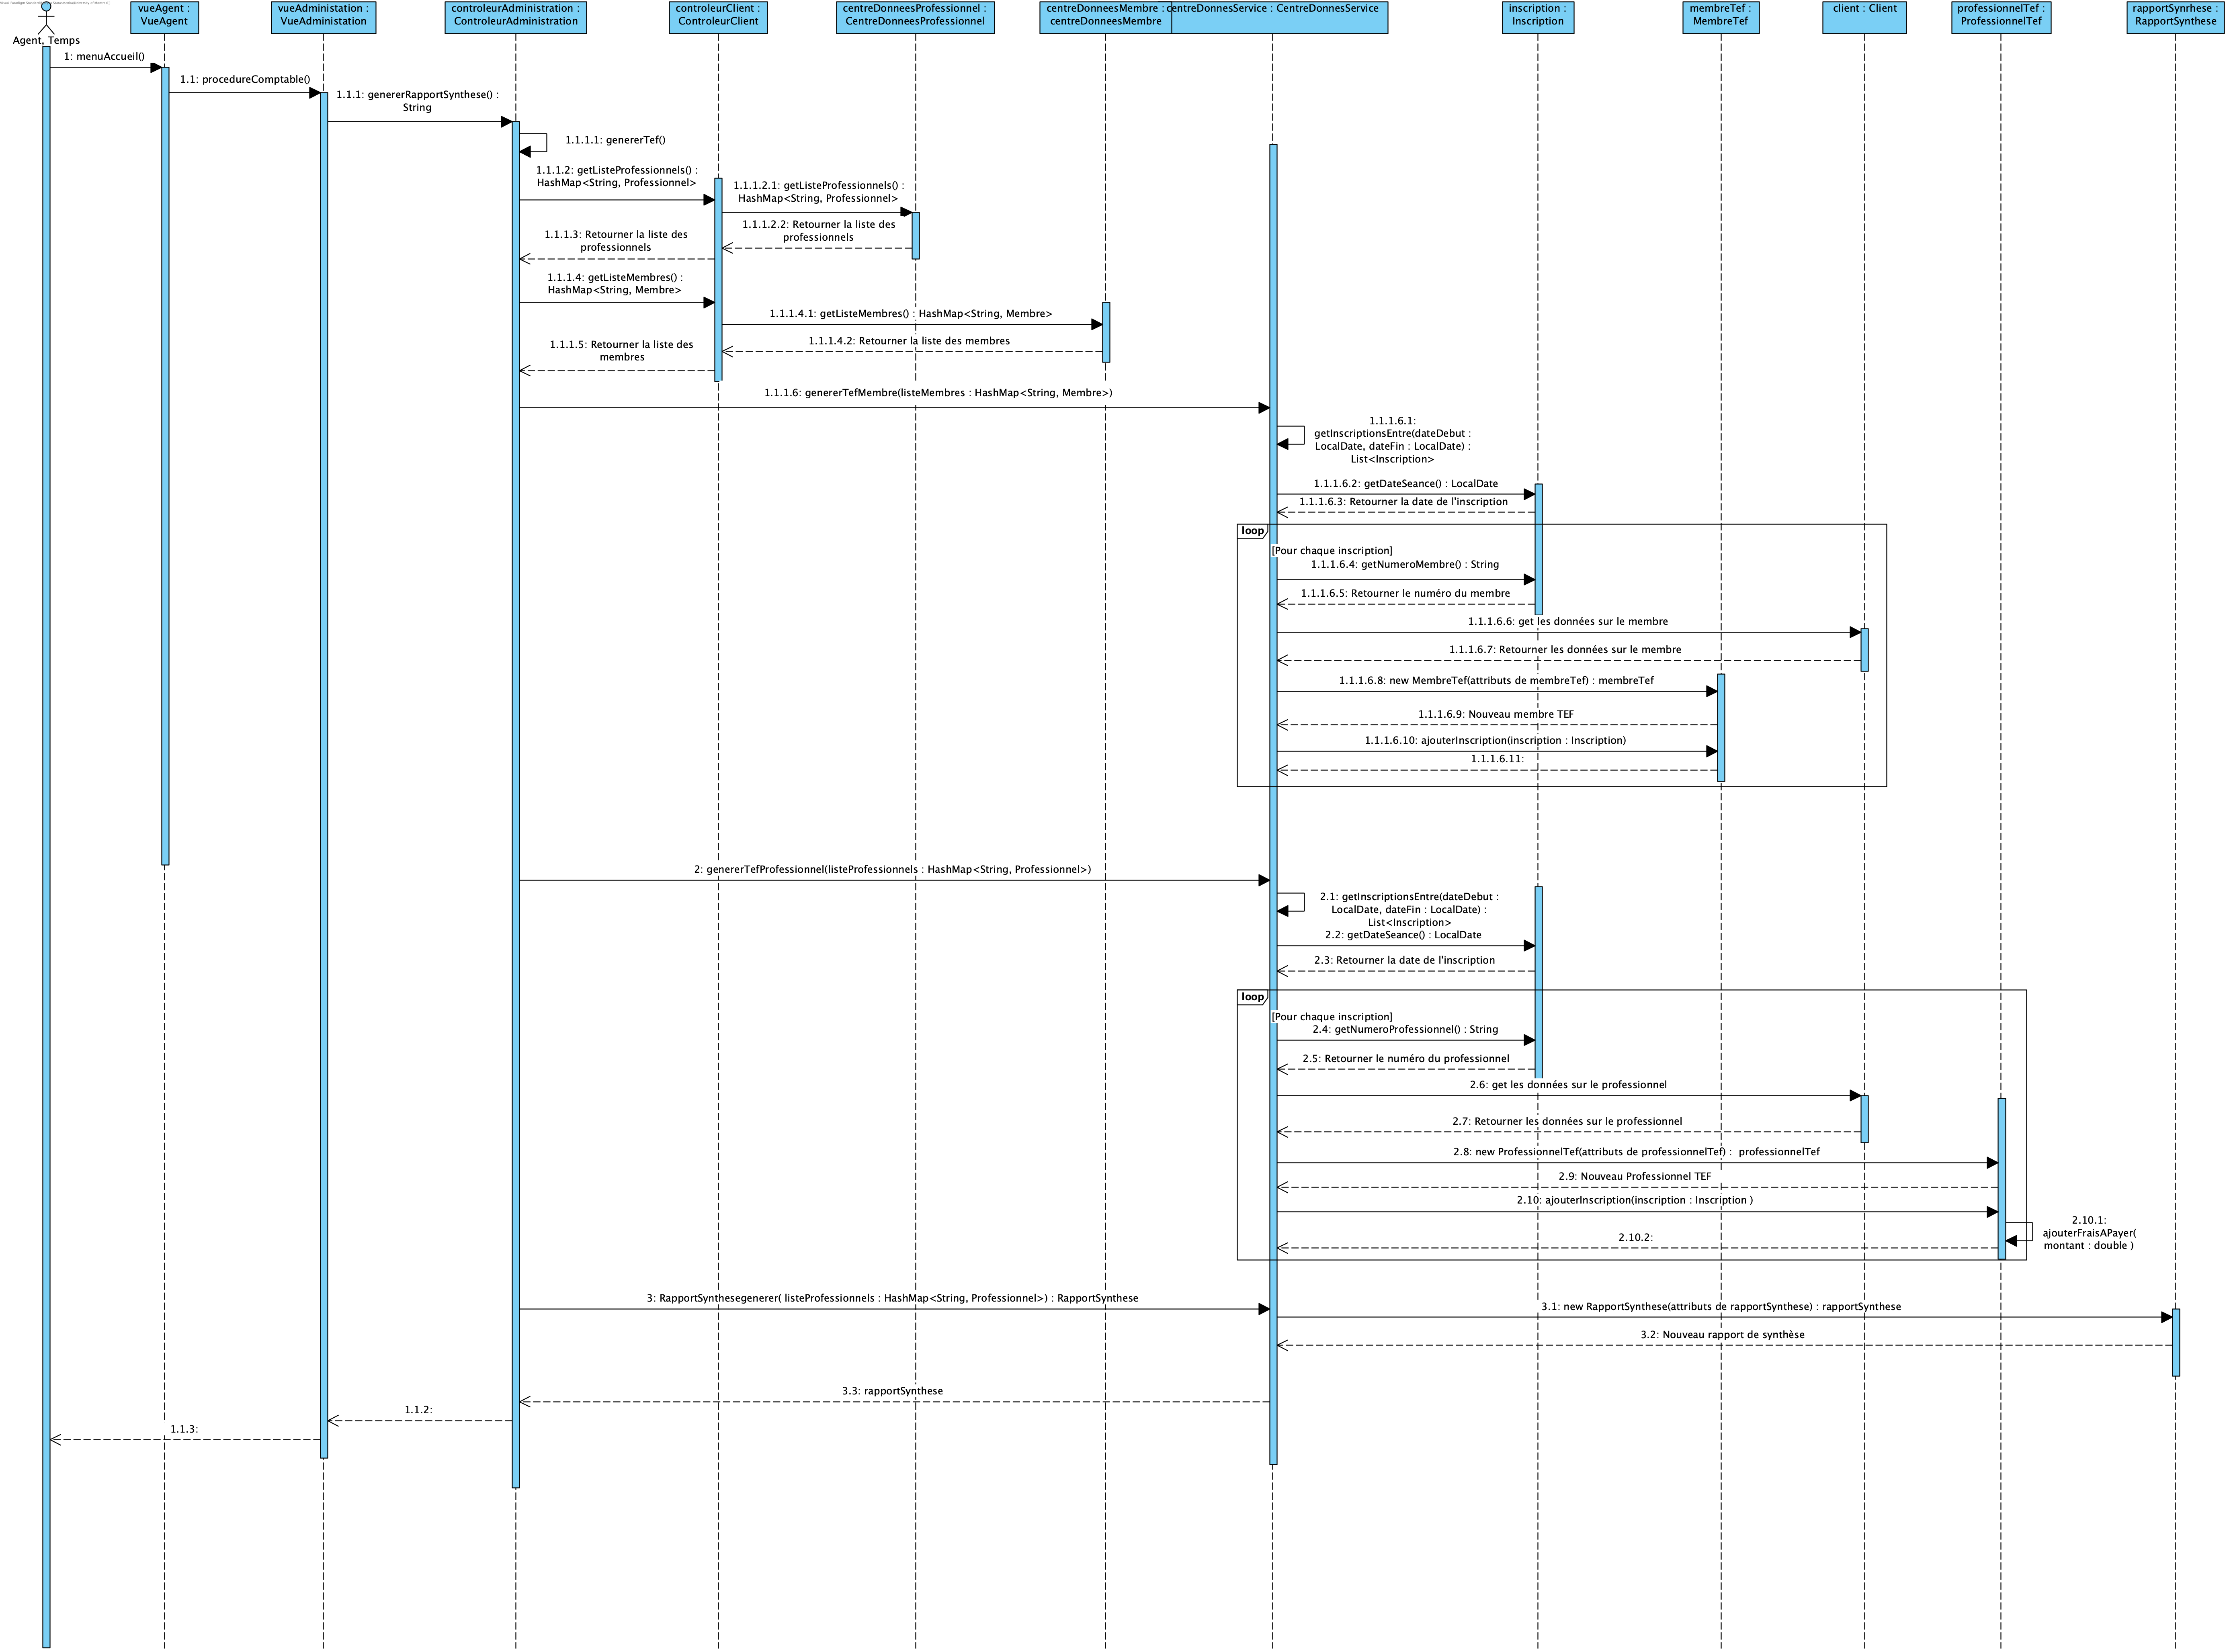 vueAgent :
VueAgent
vueAdministation :
VueAdministation
controleurAdministration :
ControleurAdministration
controleurClient :
ControleurClient
centreDonneesProfessionnel :
CentreDonneesProfessionnel
centreDonneesMembre :
centreDonneesMembre
centreDonnesService : CentreDonnesService
inscription :
Inscription
membreTef :
MembreTef
client : Client
professionnelTef :
ProfessionnelTef
rapportSynrhese :
RapportSynthese
Agent, Temps
1: menuAccueil()
1.1: procedureComptable()
1.1.1: genererRapportSynthese() :
String
1.1.1.1: genererTef()
1.1.1.2: getListeProfessionnels() :
HashMap<String, Professionnel>
1.1.1.2.1: getListeProfessionnels() :
HashMap<String, Professionnel>
1.1.1.2.2: Retourner la liste des
professionnels
1.1.1.3: Retourner la liste des
professionnels
1.1.1.4: getListeMembres() :
HashMap<String, Membre>
1.1.1.4.1: getListeMembres() : HashMap<String, Membre>
1.1.1.4.2: Retourner la liste des membres
1.1.1.5: Retourner la liste des
membres
1.1.1.6: genererTefMembre(listeMembres : HashMap<String, Membre>)
1.1.1.6.1:
getInscriptionsEntre(dateDebut :
LocalDate, dateFin : LocalDate) :
List<Inscription>
1.1.1.6.2: getDateSeance() : LocalDate
1.1.1.6.3: Retourner la date de l'inscription
loop
[Pour chaque inscription]
1.1.1.6.4: getNumeroMembre() : String
1.1.1.6.5: Retourner le numéro du membre
1.1.1.6.6: get les données sur le membre
1.1.1.6.7: Retourner les données sur le membre
1.1.1.6.8: new MembreTef(attributs de membreTef) : membreTef
1.1.1.6.9: Nouveau membre TEF
1.1.1.6.10: ajouterInscription(inscription : Inscription)
1.1.1.6.11:
2: genererTefProfessionnel(listeProfessionnels : HashMap<String, Professionnel>)
2.1: getInscriptionsEntre(dateDebut :
LocalDate, dateFin : LocalDate) :
List<Inscription>
2.2: getDateSeance() : LocalDate
2.3: Retourner la date de l'inscription
loop
[Pour chaque inscription]
2.4: getNumeroProfessionnel() : String
2.5: Retourner le numéro du professionnel
2.6: get les données sur le professionnel
2.7: Retourner les données sur le professionnel
2.8: new ProfessionnelTef(attributs de professionnelTef) :  professionnelTef
2.9: Nouveau Professionnel TEF
2.10: ajouterInscription(inscription : Inscription )
2.10.1:
ajouterFraisAPayer(
montant : double )
2.10.2:
3: RapportSynthesegenerer( listeProfessionnels : HashMap<String, Professionnel>) : RapportSynthese
3.1: new RapportSynthese(attributs de rapportSynthese) : rapportSynthese
3.2: Nouveau rapport de synthèse
3.3: rapportSynthese
1.1.2:
1.1.3: